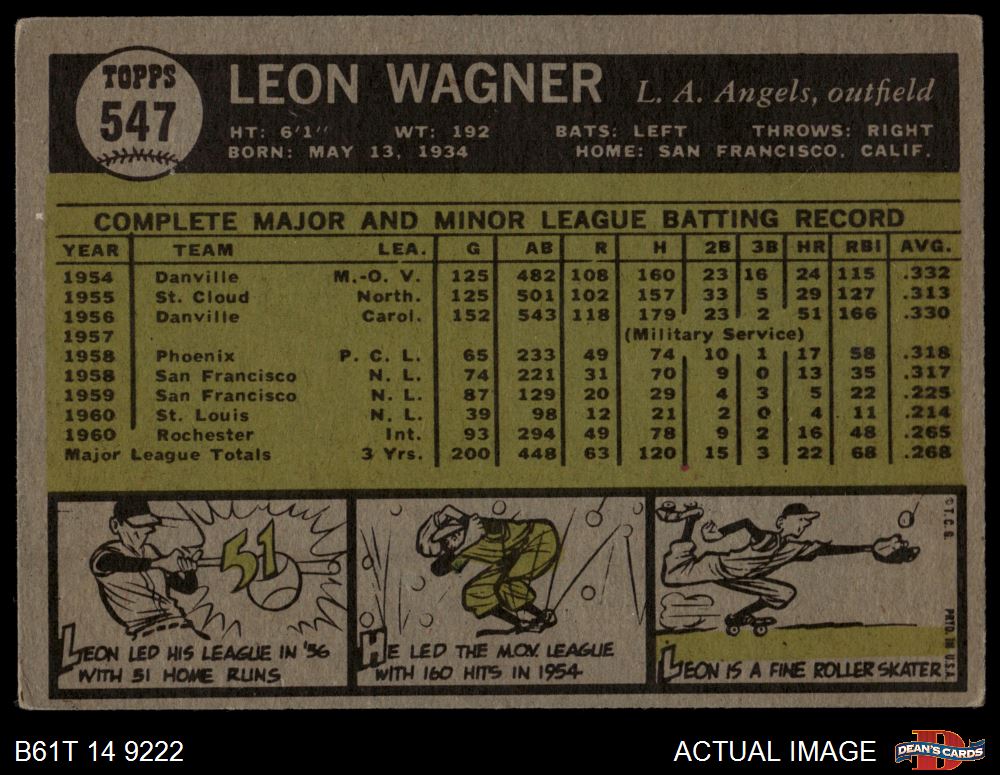 TOPPS
547
LEON WAGNER L. A. Angels, outfield
HT: 6'1" WT: 192 BATS: LEFT THROWS: RIGHT
BORN: MAY 13, 1934 HOME: SAN FRANCISCO, CALIF.
COMPLETE MAJOR AND MINOR LEAGUE BATTING RECORD
YEAR TEAM LEA. G AB R H 2B 3B HR RBI AVG.
1954 Danville M.-O. V. 125 482 108 160 23 16 24 115 .332
1955 St. Cloud North. 125 501 102 157 33 5 29 127 .313
1956 Danville Carol. 152 543 118 179 23 2 51 166 .330
1957 (Military Service)
1958 Phoenix P. C. L. 65 233 49 74 10 1 17 58 .318
1958 San Francisco N. L. 74 221 31 70 9 0 13 35 .317
1959 San Francisco N. L. 87 129 20 29 4 3 5 22 .225
1960 St. Louis N. L. 39 98 12 21 2 0 4 11 .214
1960 Rochester Int. 93 294 49 78 9 2 16 48 .265
Major League Totals 3 Yrs. 200 448 63 120 15 3 22 68 .268
51
LEON LED HIS LEAGUE IN '56
WITH 51 HOME RUNS
HE LED THE M.O.V. LEAGUE
WITH 160 HITS IN 1954
LEON IS A FINE ROLLER SKATER
© T. C. G.
PRTD. IN U.S.A.
B61T 14 9222
ACTUAL IMAGE
DEAN'S CARDS